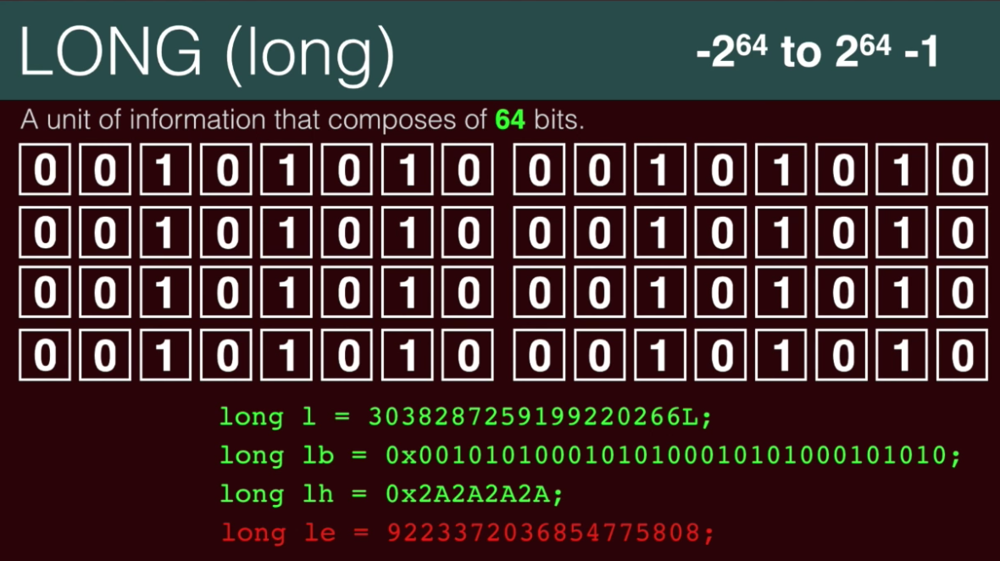 LONG (long)
-2⁶⁴ to 2⁶⁴ -1
A unit of information that composes of 64 bits.
0 0 1 0 1 0 1 0 0 0 1 0 1 0 1 0
0 0 1 0 1 0 1 0 0 0 1 0 1 0 1 0
0 0 1 0 1 0 1 0 0 0 1 0 1 0 1 0
0 0 1 0 1 0 1 0 0 0 1 0 1 0 1 0
long l = 3038287259199220266L;
long lb = 0x00101010001010100010101000101010;
long lh = 0x2A2A2A2A;
long le = 9223372036854775808;